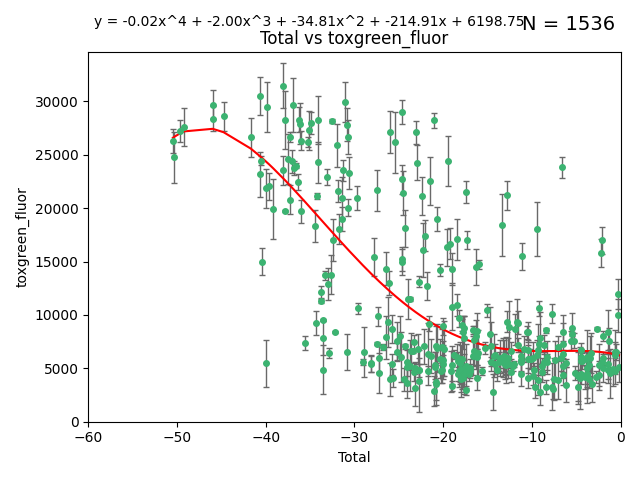 y = -0.02x^4 + -2.00x^3 + -34.81x^2 + -214.91x + 6198.75
N = 1536
Total vs toxgreen_fluor
30000
25000
20000
15000
10000
5000
0
toxgreen_fluor
−60 −50 −40 −30 −20 −10 0
Total